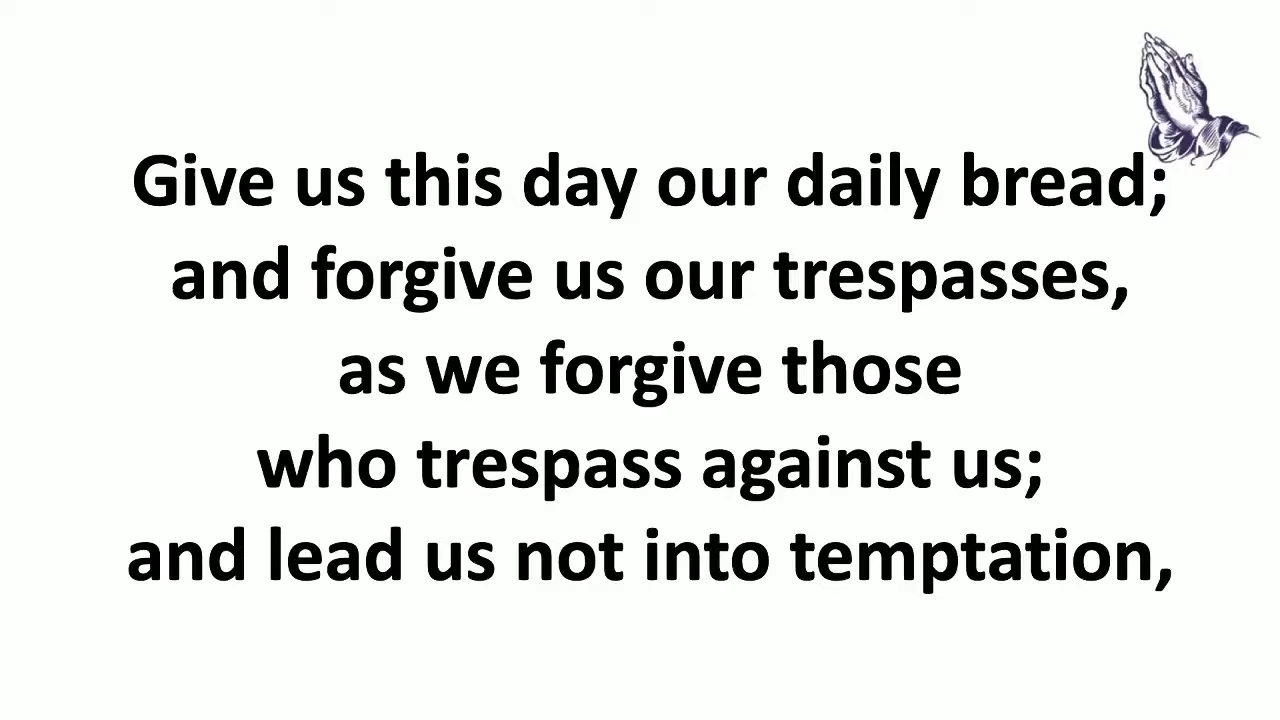 Give us this day our daily bread;
and forgive us our trespasses,
as we forgive those
who trespass against us;
and lead us not into temptation,